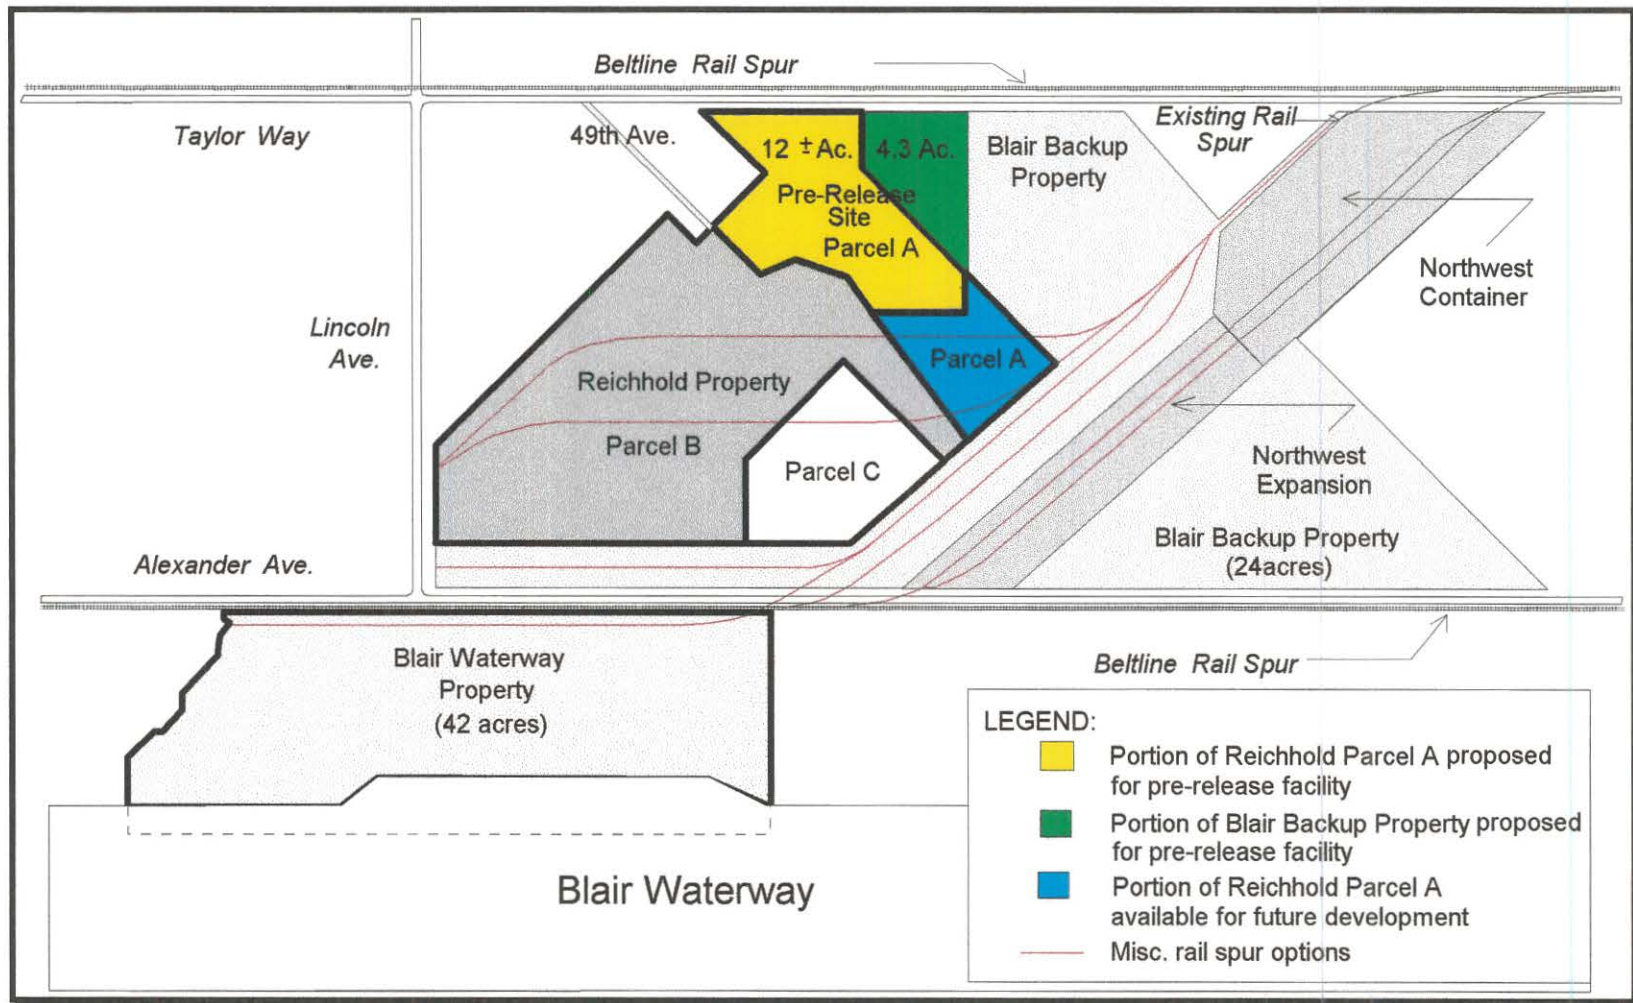 Beltline Rail Spur
Taylor Way
49th Ave.
12 ± Ac.
4.3 Ac.
Pre-Release
Site
Parcel A
Blair Backup
Property
Existing Rail
Spur
Northwest
Container
Lincoln
Ave.
Reichhold Property
Parcel A
Parcel B
Parcel C
Northwest
Expansion
Blair Backup Property
(24acres)
Alexander Ave.
Blair Waterway
Property
(42 acres)
Beltline Rail Spur
Blair Waterway
LEGEND:
Portion of Reichhold Parcel A proposed
for pre-release facility
Portion of Blair Backup Property proposed
for pre-release facility
Portion of Reichhold Parcel A
available for future development
Misc. rail spur options